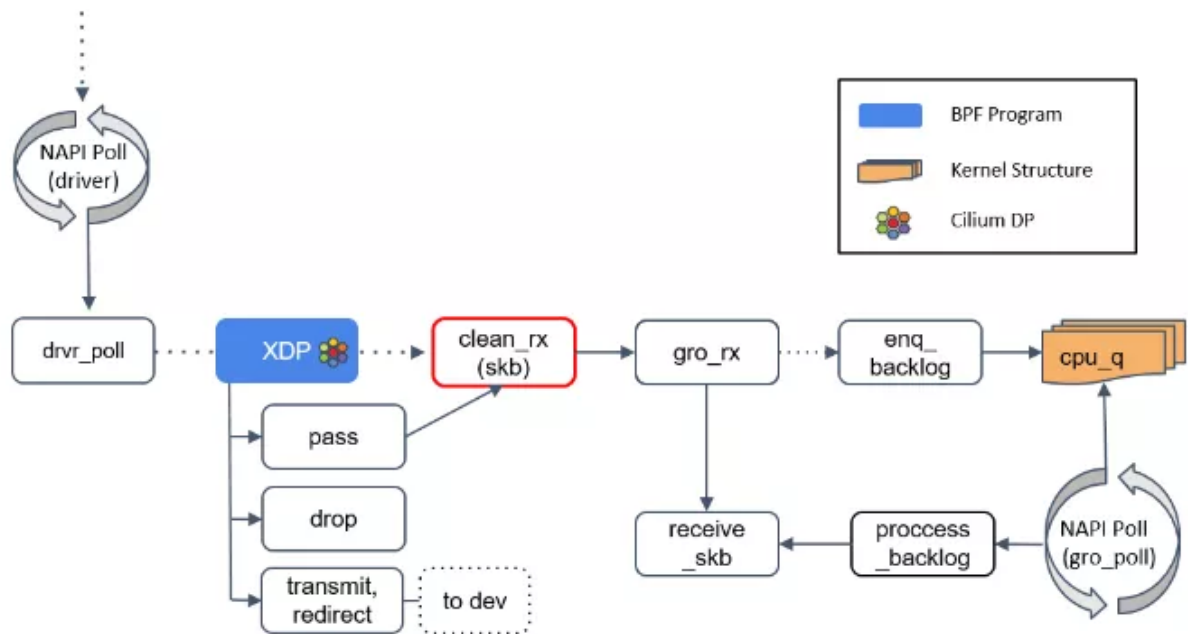 NAPI Poll
(driver)
BPF Program
Kernel Structure
Cilium DP
drvr_poll
XDP
clean_rx
(skb)
gro_rx
enq_
backlog
cpu_q
pass
drop
transmit,
redirect
to dev
receive
_skb
proccess
_backlog
NAPI Poll
(gro_poll)